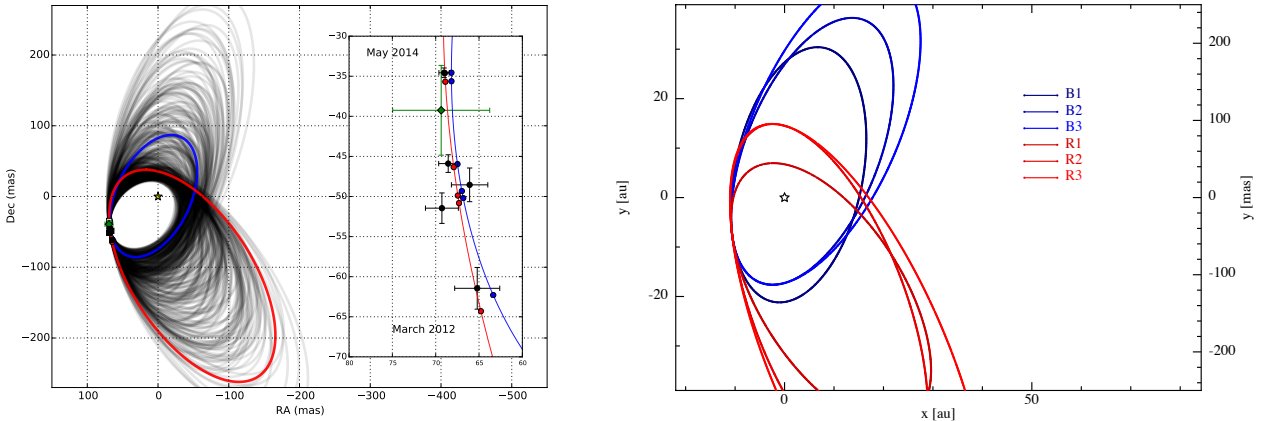 200
100
0
−100
−200
Dec (mas)
100
0
−100
−200
−300
−400
−500
RA (mas)
May 2014
March 2012
−30
−35
−40
−45
−50
−55
−60
−65
−70
80
75
70
65
60
20
0
-20
y [au]
0
50
x [au]
200
100
0
-100
-200
y [mas]
B1
B2
B3
R1
R2
R3